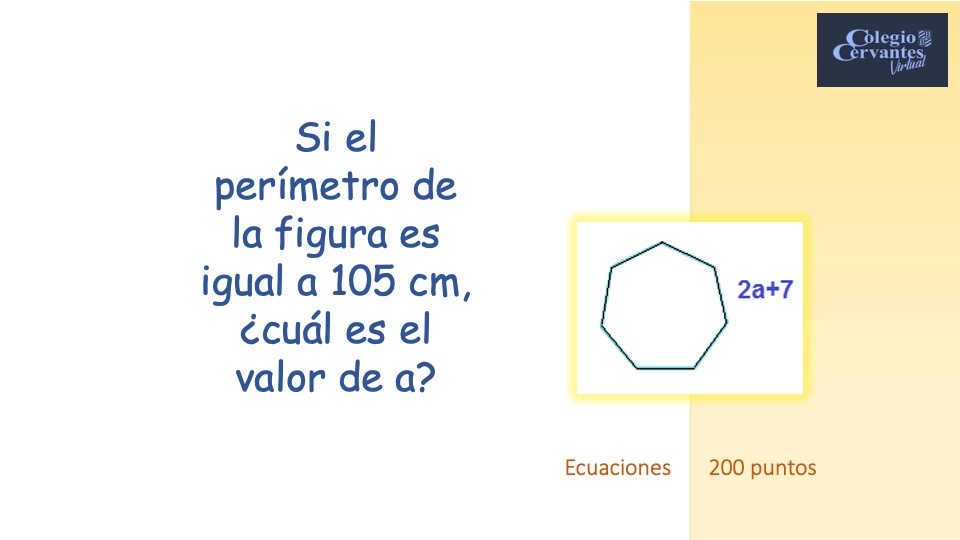 Colegio
Cervantes
Virtual
Si el
perímetro de
la figura es
igual a 105 cm,
¿cuál es el
valor de a?
2a+7
Ecuaciones
200 puntos